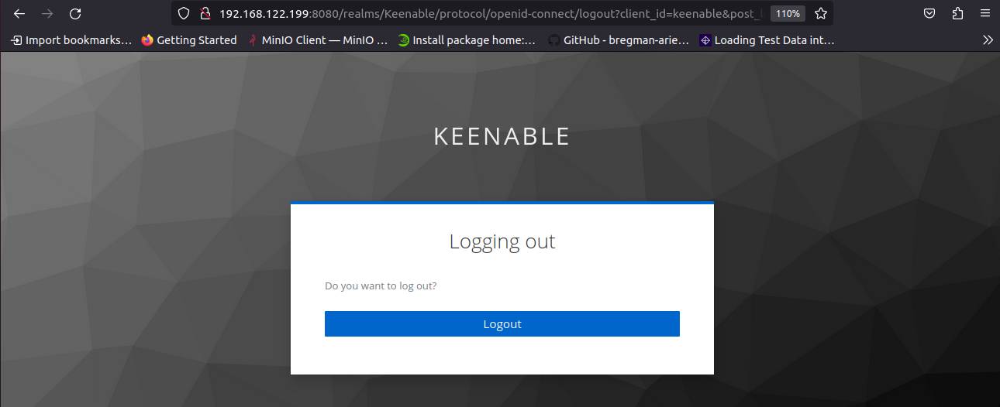 192.168.122.199:8080/realms/Keenable/protocol/openid-connect/logout?client_id=keenable&post_
110%
Import bookmarks… Getting Started MinIO Client — MinIO … Install package home:… GitHub - bregman-arie… Loading Test Data int…
KEENABLE
Logging out
Do you want to log out?
Logout